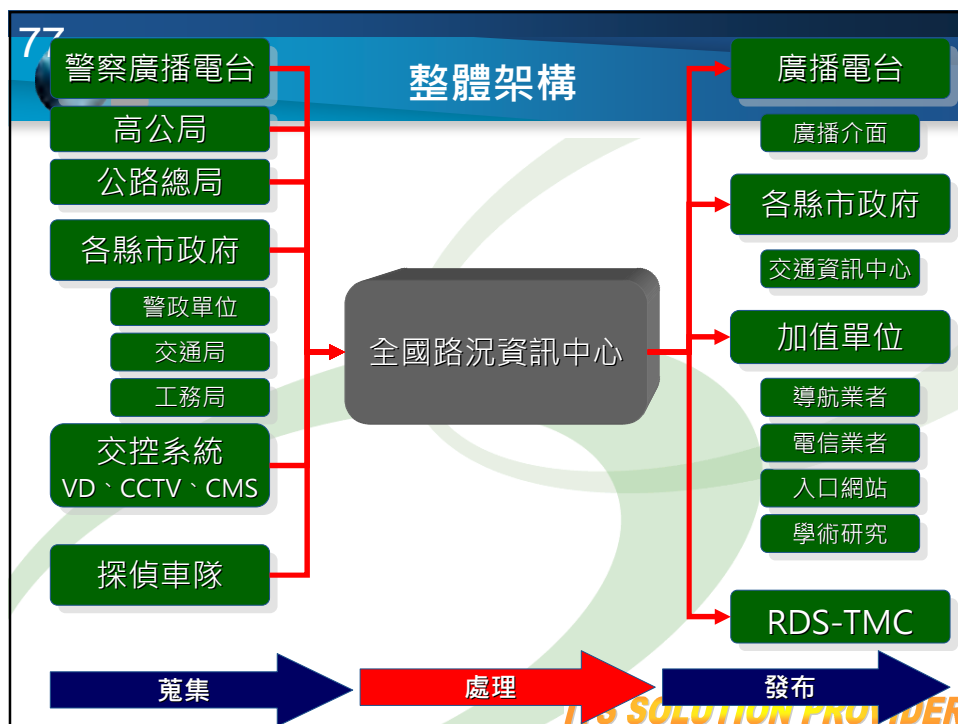 77
整體架構
警察廣播電台
高公局
公路總局
各縣市政府
警政單位
交通局
工務局
交控系統
VD、CCTV、CMS
探偵車隊
全國路況資訊中心
廣播電台
廣播介面
各縣市政府
交通資訊中心
加值單位
導航業者
電信業者
入口網站
學術研究
RDS-TMC
蒐集
處理
發布
ITS SOLUTION PROVIDER